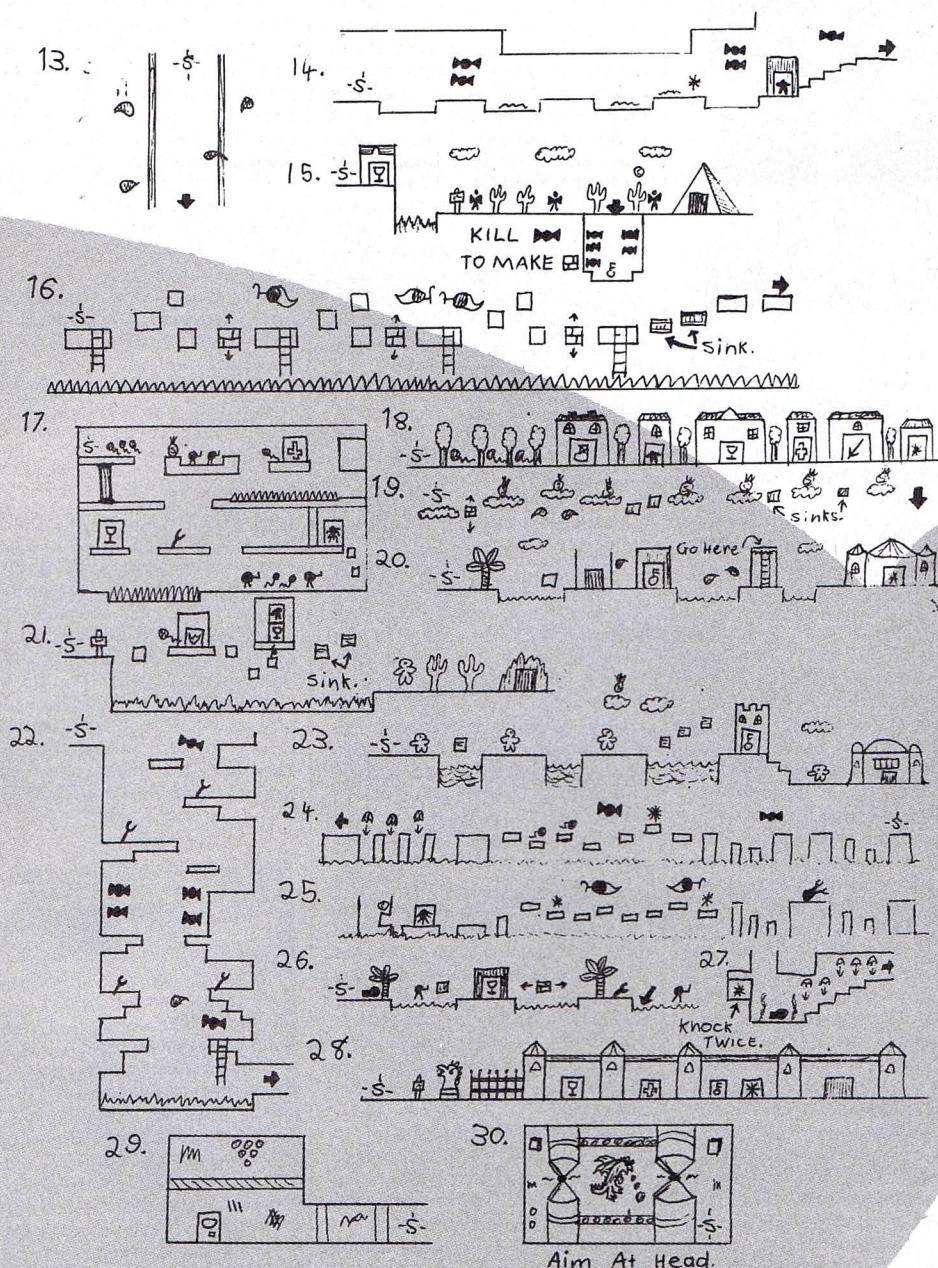 13.
-S-
14.
-S-
15.
-S-
KILL
TO MAKE
16.
-S-
Sink.
17.
S
18.
-S-
19.
-S-
Sinks.
20.
-S-
Go Here
21.
-S-
Sink.
22.
-S-
23.
-S-
24.
-S-
25.
26.
-S-
27.
Knock
TWICE.
28.
-S-
29.
-S-
30.
-S-
Aim At Head.